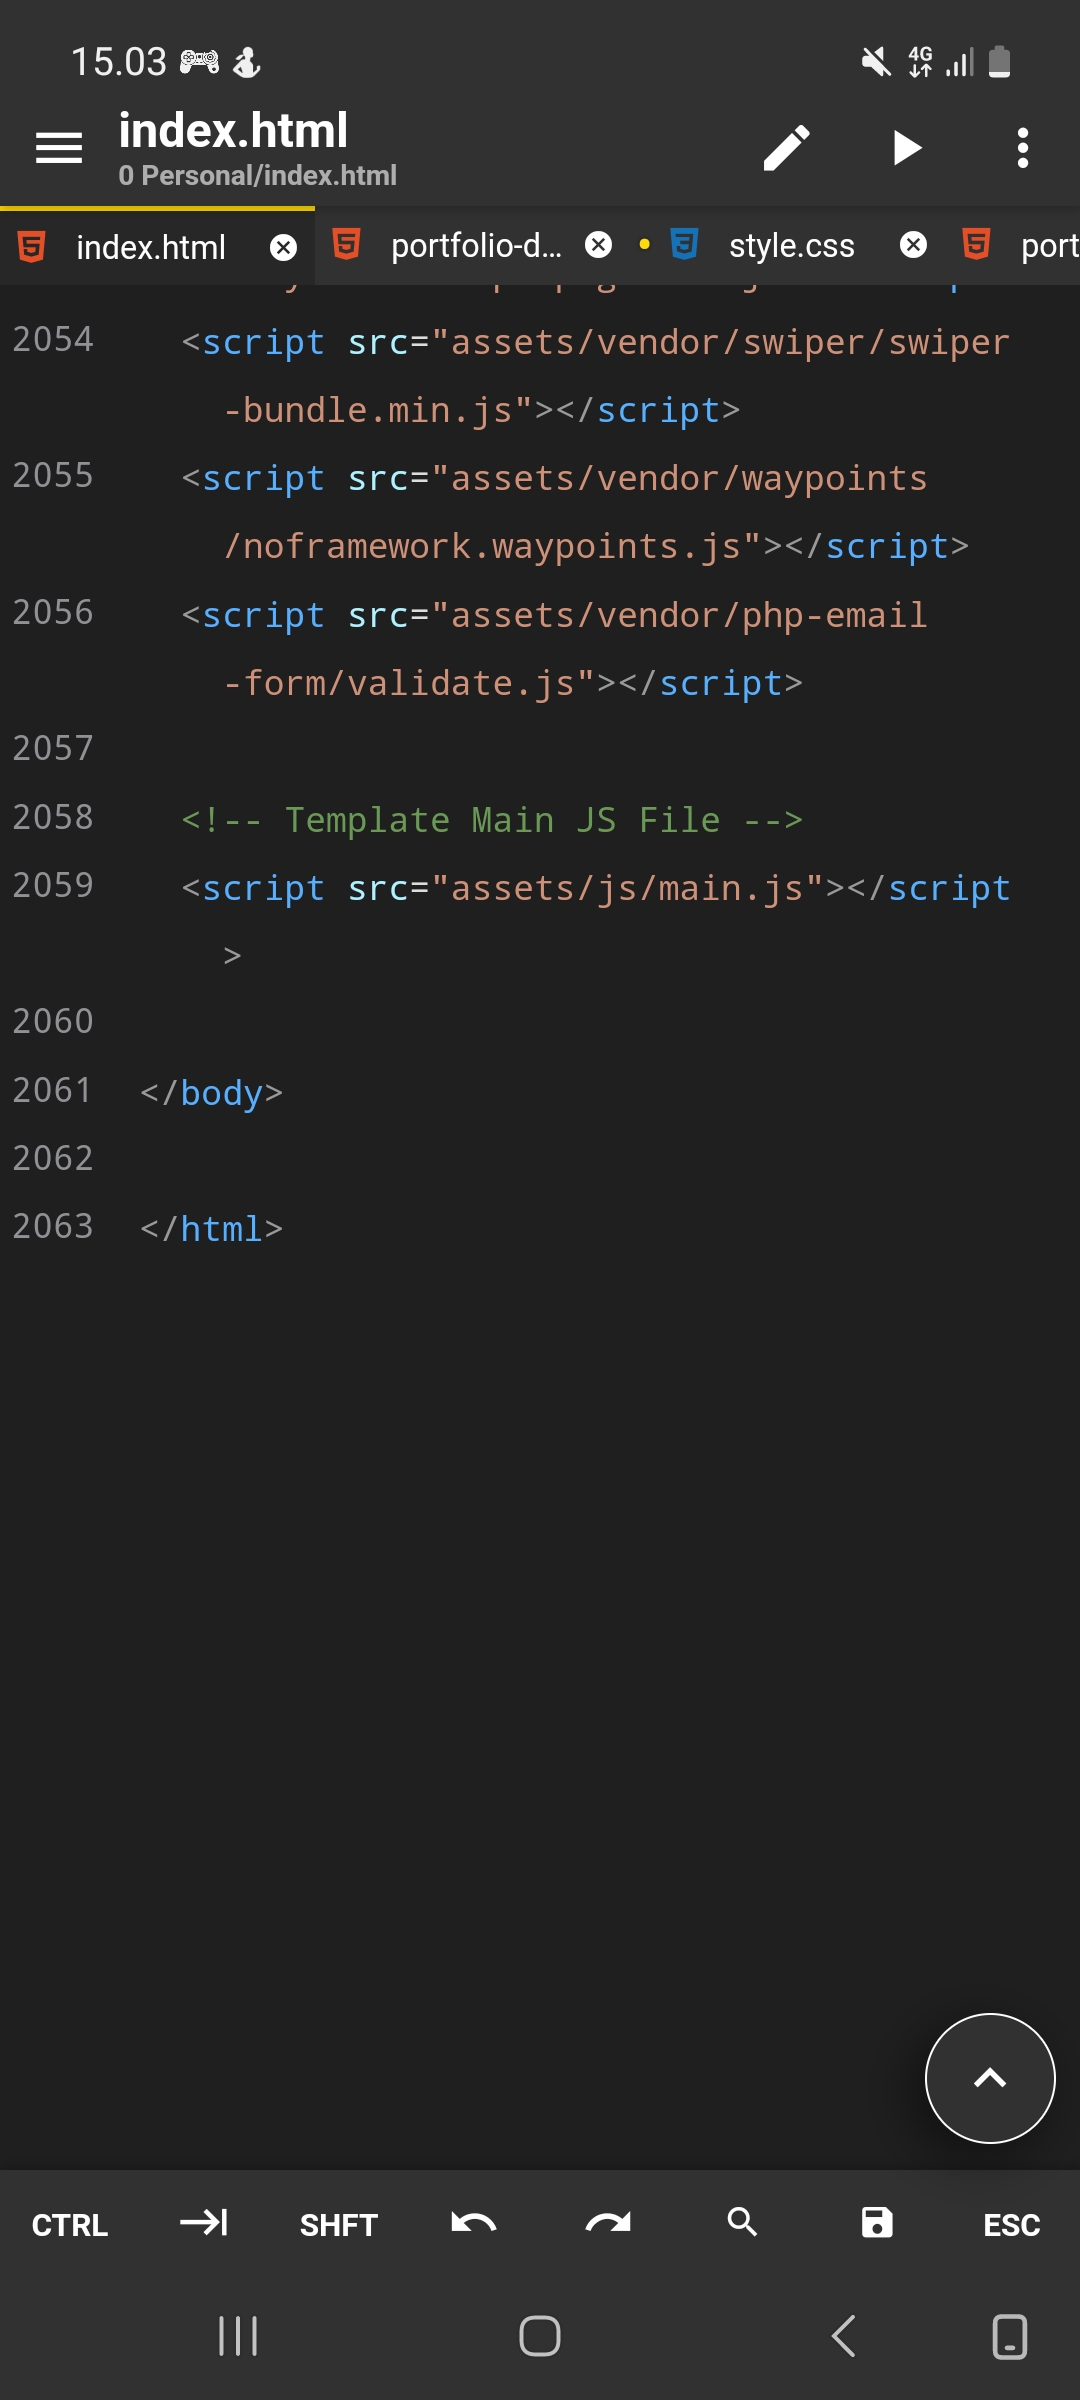 15.03
4G
index.html
0 Personal/index.html
index.html
portfolio-d...
style.css
port
2054 <script src="assets/vendor/swiper/swiper
-bundle.min.js"></script>
2055 <script src="assets/vendor/waypoints
/noframework.waypoints.js"></script>
2056 <script src="assets/vendor/php-email
-form/validate.js"></script>
2057
2058 <!-- Template Main JS File -->
2059 <script src="assets/js/main.js"></script
>
2060
2061 </body>
2062
2063 </html>
CTRL SHFT ESC